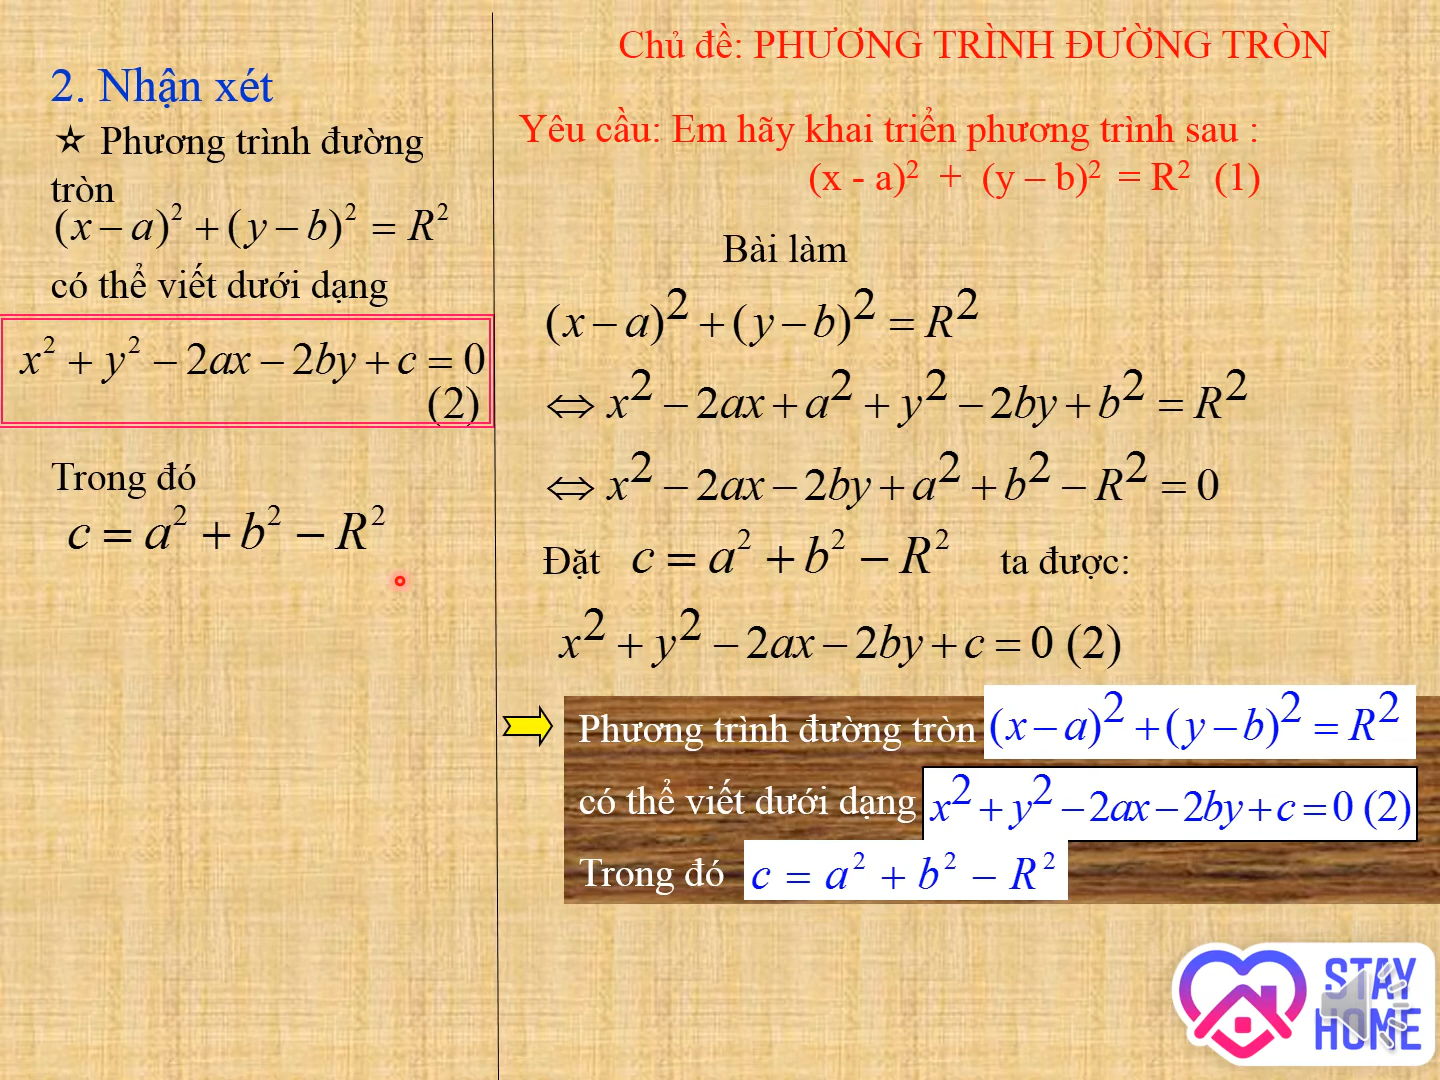 2. Nhận xét
☆ Phương trình đường
tròn
(x – a)² + (y – b)² = R²
có thể viết dưới dạng
x² + y² – 2ax – 2by + c = 0
(2)
Trong đó
c = a² + b² – R²
Chủ đề: PHƯƠNG TRÌNH ĐƯỜNG TRÒN
Yêu cầu: Em hãy khai triển phương trình sau :
(x - a)² + (y – b)² = R² (1)
Bài làm
(x – a)² + (y – b)² = R²
⇔ x² – 2ax + a² + y² – 2by + b² = R²
⇔ x² – 2ax – 2by + a² + b² – R² = 0
Đặt c = a² + b² – R² ta được:
x² + y² – 2ax – 2by + c = 0 (2)
Phương trình đường tròn (x – a)² + (y – b)² = R²
có thể viết dưới dạng x² + y² – 2ax – 2by + c = 0 (2)
Trong đó c = a² + b² – R²
STAY
HOME